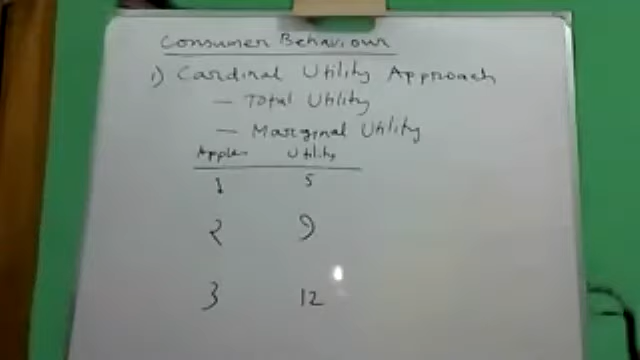 Consumer Behaviour
1) Cardinal Utility Approach
- Total Utility
- Marginal Utility
Apples Utility
1 5
2 9
3 12